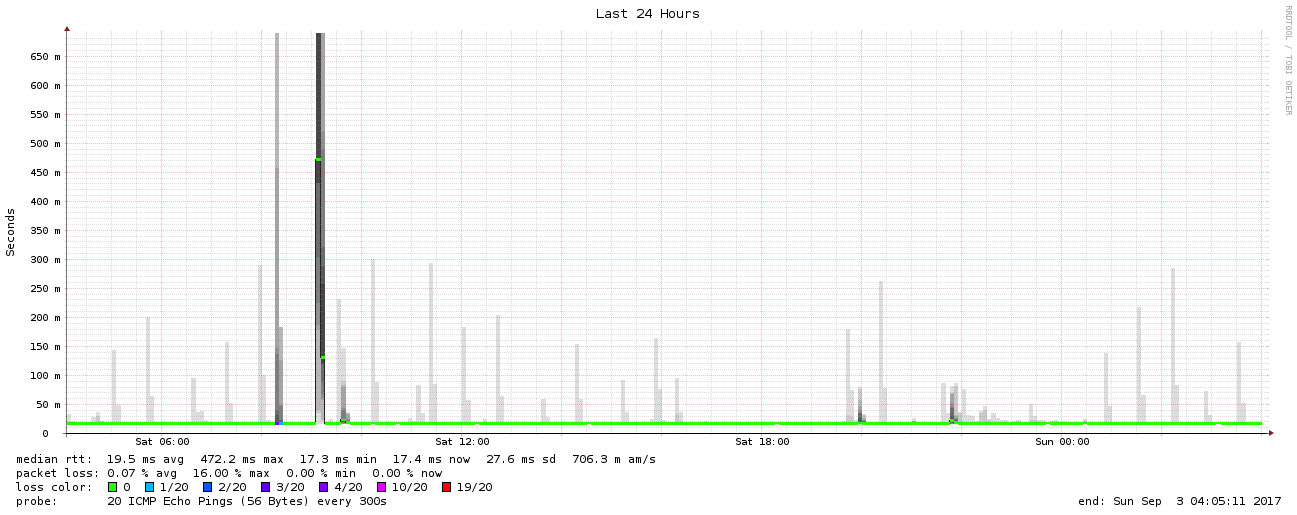 Last 24 Hours
RRDTOOL / TOBI OETIKER
Seconds
650 m
600 m
550 m
500 m
450 m
400 m
350 m
300 m
250 m
200 m
150 m
100 m
50 m
0
Sat 06:00 Sat 12:00 Sat 18:00 Sun 00:00
median rtt: 19.5 ms avg 472.2 ms max 17.3 ms min 17.4 ms now 27.6 ms sd 706.3 m am/s
packet loss: 0.07 % avg 16.00 % max 0.00 % min 0.00 % now
loss color: 0 1/20 2/20 3/20 4/20 10/20 19/20
probe: 20 ICMP Echo Pings (56 Bytes) every 300s end: Sun Sep 3 04:05:11 2017